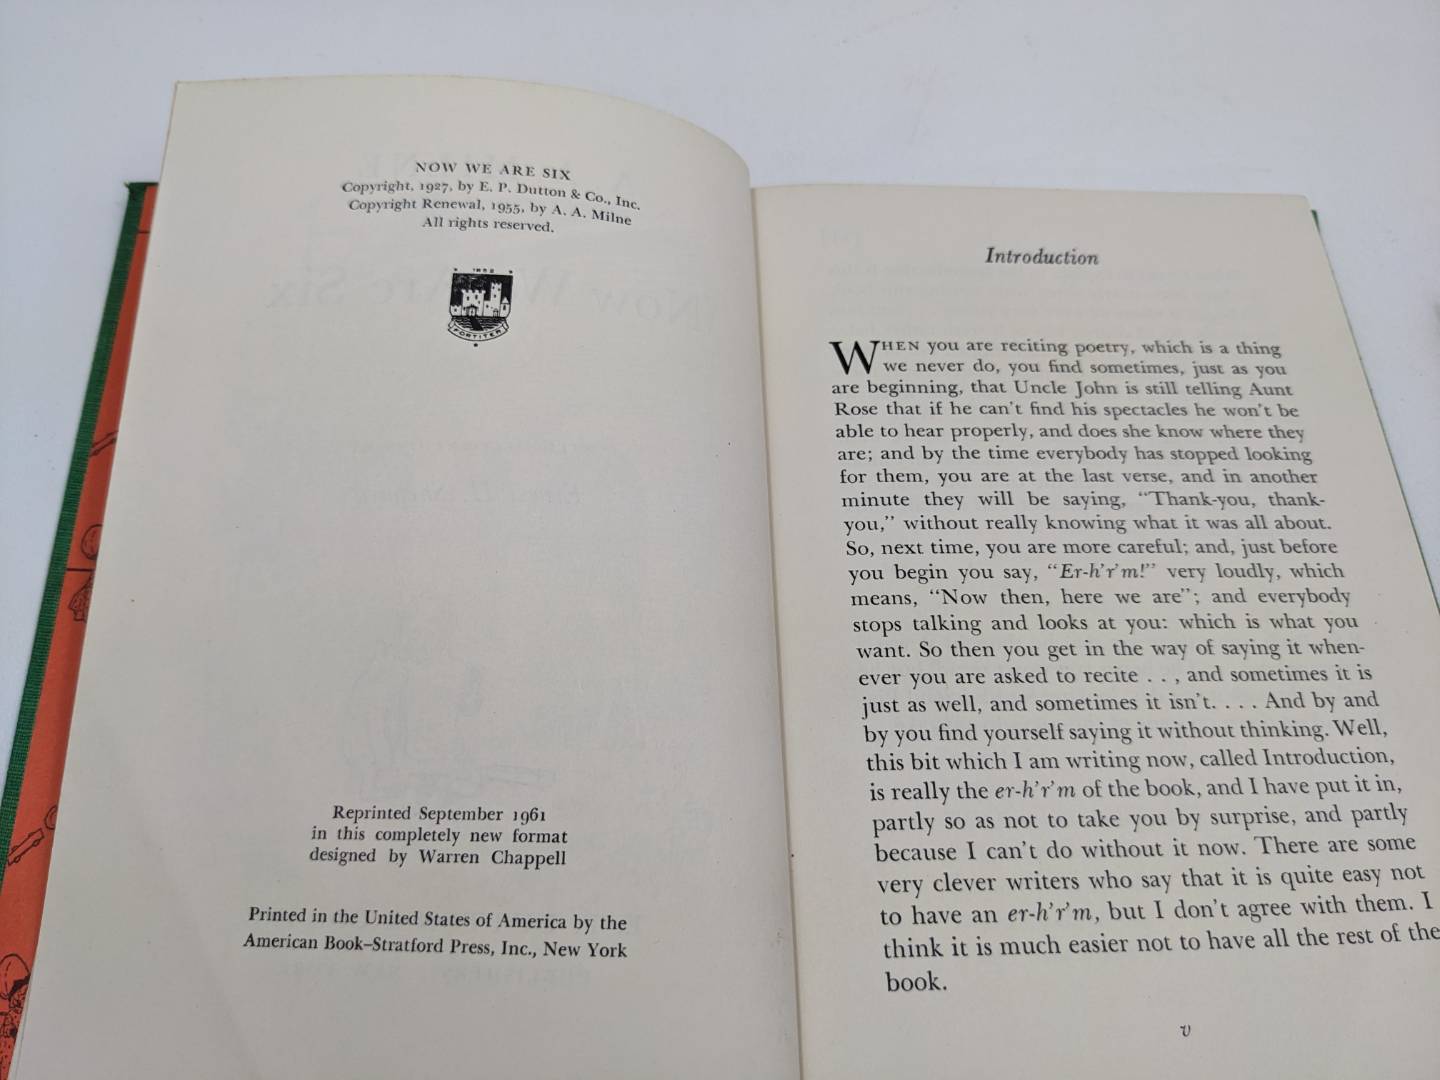 NOW WE ARE SIX
Copyright, 1927, by E. P. Dutton & Co., Inc.
Copyright Renewal, 1955, by A. A. Milne
All rights reserved.
1852
FORTITER
Reprinted September 1961
in this completely new format
designed by Warren Chappell
Printed in the United States of America by the
American Book–Stratford Press, Inc., New York
Introduction
WHEN you are reciting poetry, which is a thing
we never do, you find sometimes, just as you
are beginning, that Uncle John is still telling Aunt
Rose that if he can't find his spectacles he won't be
able to hear properly, and does she know where they
are; and by the time everybody has stopped looking
for them, you are at the last verse, and in another
minute they will be saying, "Thank-you, thank-
you," without really knowing what it was all about.
So, next time, you are more careful; and, just before
you begin you say, "Er-h'r'm!" very loudly, which
means, "Now then, here we are"; and everybody
stops talking and looks at you: which is what you
want. So then you get in the way of saying it when-
ever you are asked to recite . . , and sometimes it is
just as well, and sometimes it isn't. . . . And by and
by you find yourself saying it without thinking. Well,
this bit which I am writing now, called Introduction,
is really the er-h'r'm of the book, and I have put it in,
partly so as not to take you by surprise, and partly
because I can't do without it now. There are some
very clever writers who say that it is quite easy not
to have an er-h'r'm, but I don't agree with them. I
think it is much easier not to have all the rest of the
book.
v